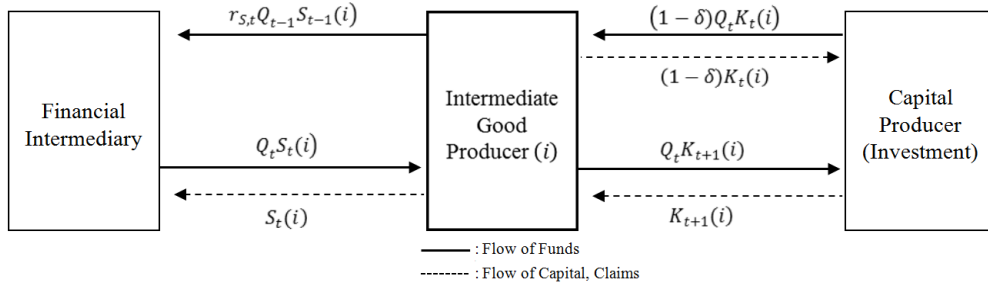 r_{S,t}Q_{t−1}S_{t−1}(i)
(1 − δ)Q_tK_t(i)
(1 − δ)K_t(i)
Financial
Intermediary
Intermediate
Good
Producer (i)
Capital
Producer
(Investment)
Q_tS_t(i)
Q_tK_{t+1}(i)
S_t(i)
K_{t+1}(i)
: Flow of Funds
: Flow of Capital, Claims